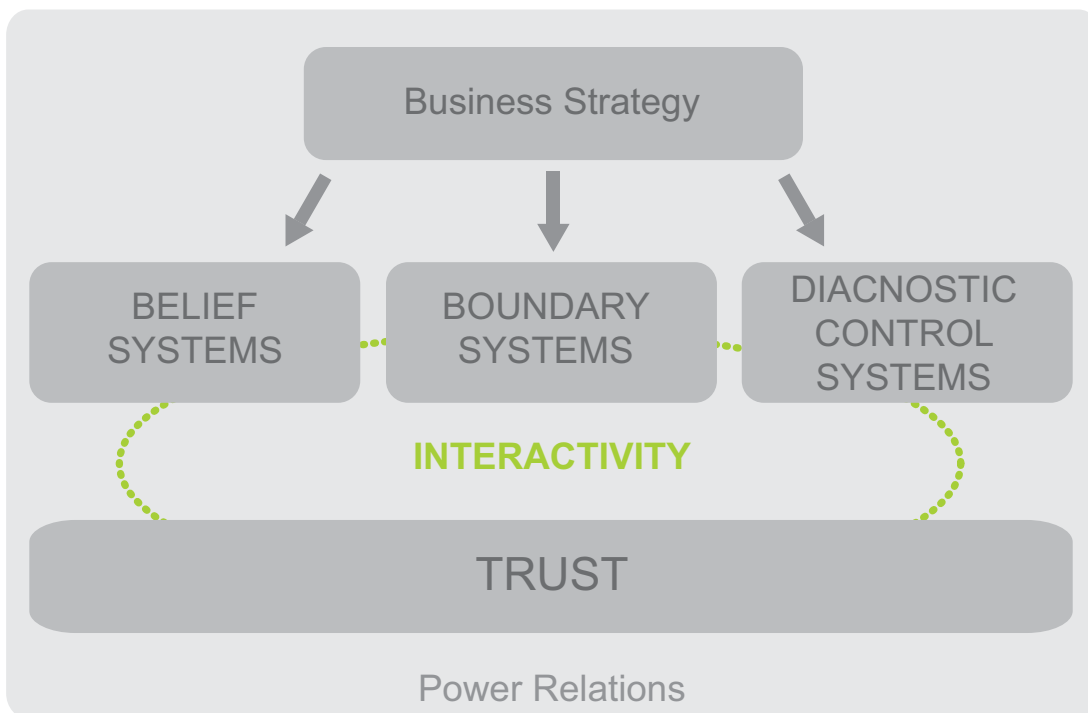 Business Strategy
BELIEF
SYSTEMS
BOUNDARY
SYSTEMS
DIACNOSTIC
CONTROL
SYSTEMS
INTERACTIVITY
TRUST
Power Relations